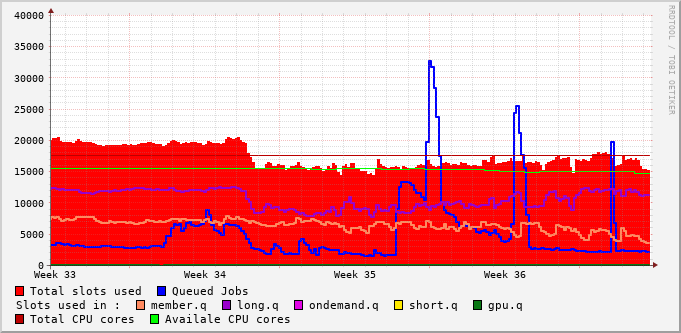 40000
35000
30000
25000
20000
15000
10000
5000
0
Week 33 Week 34 Week 35 Week 36
RRDTOOL / TOBI OETIKER
Total slots used Queued Jobs
Slots used in : member.q long.q ondemand.q short.q gpu.q
Total CPU cores Availale CPU cores